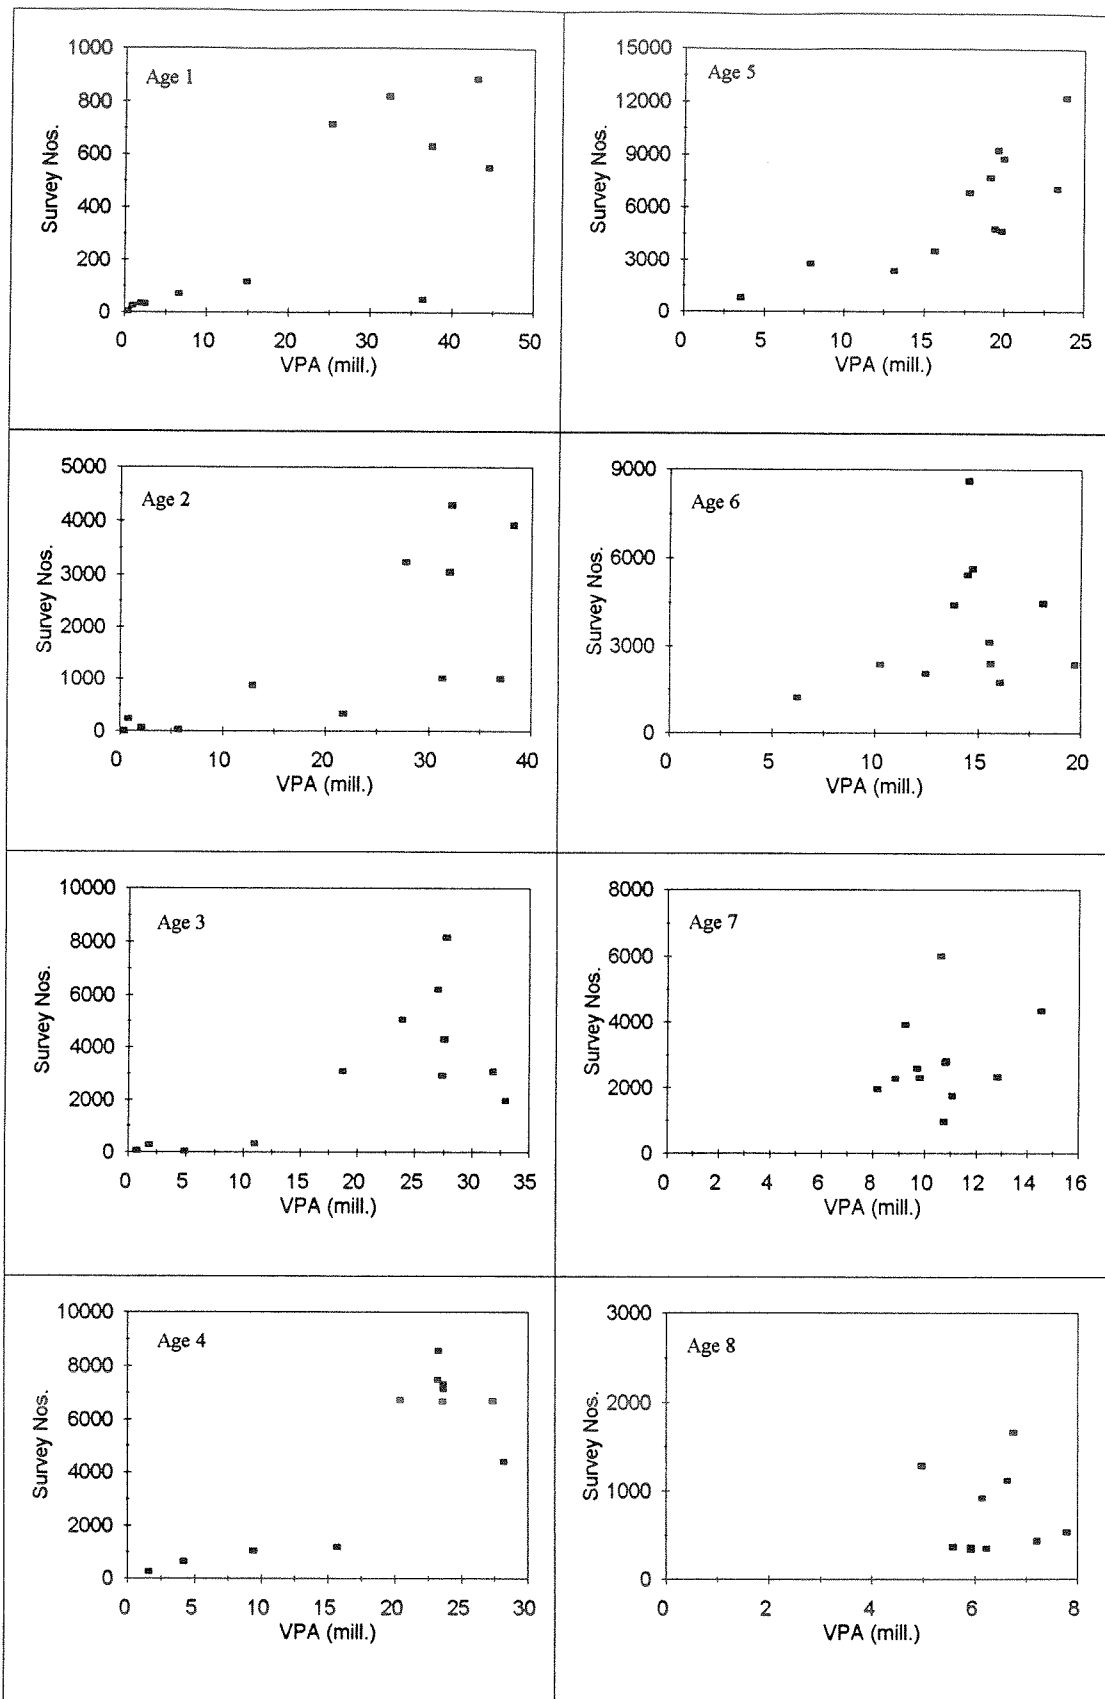 Age 1
Survey Nos.
1000
800
600
400
200
0
0 10 20 30 40 50
VPA (mill.)
Age 5
Survey Nos.
15000
12000
9000
6000
3000
0
0 5 10 15 20 25
VPA (mill.)
Age 2
Survey Nos.
5000
4000
3000
2000
1000
0
0 10 20 30 40
VPA (mill.)
Age 6
Survey Nos.
9000
6000
3000
0
0 5 10 15 20
VPA (mill.)
Age 3
Survey Nos.
10000
8000
6000
4000
2000
0
0 5 10 15 20 25 30 35
VPA (mill.)
Age 7
Survey Nos.
8000
6000
4000
2000
0
0 2 4 6 8 10 12 14 16
VPA (mill.)
Age 4
Survey Nos.
10000
8000
6000
4000
2000
0
0 5 10 15 20 25 30
VPA (mill.)
Age 8
Survey Nos.
3000
2000
1000
0
0 2 4 6 8
VPA (mill.)